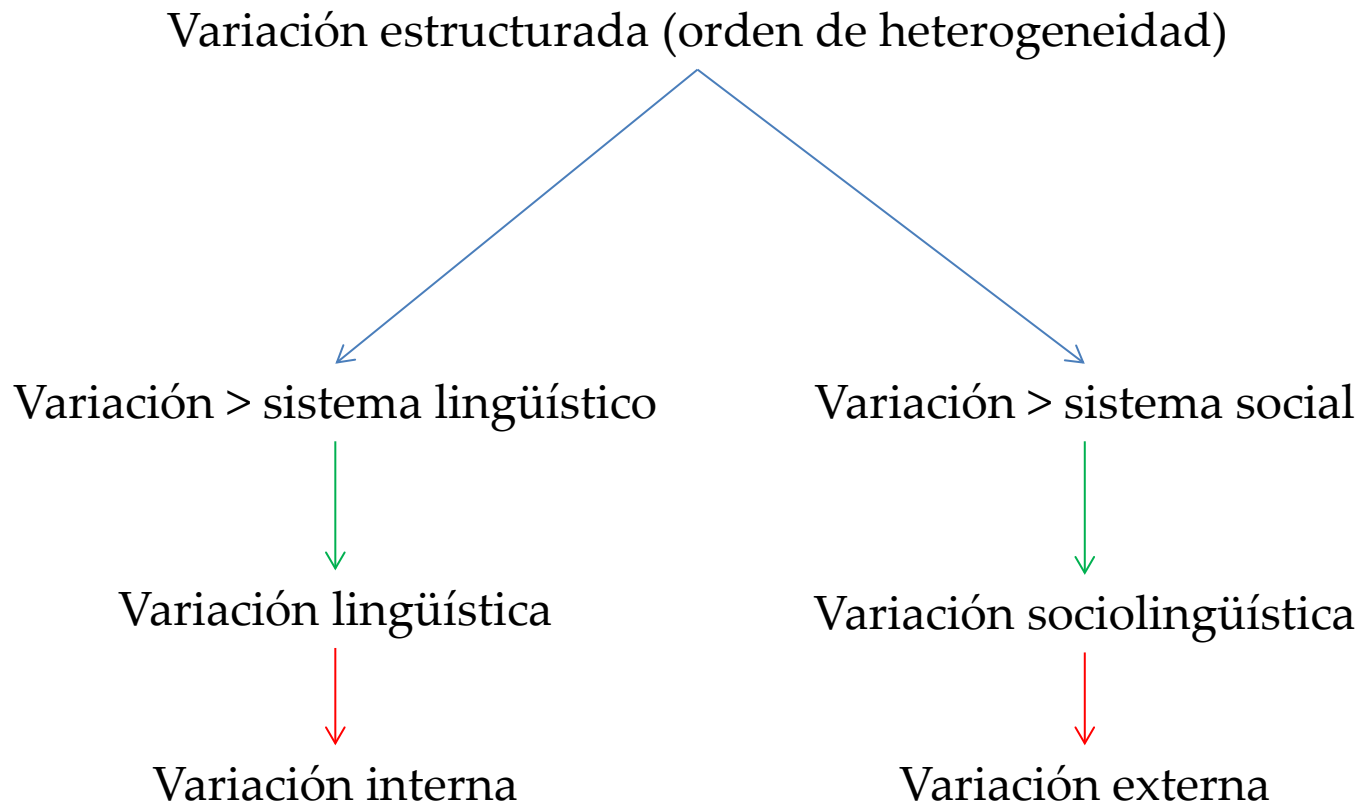 Variación estructurada (orden de heterogeneidad)
Variación > sistema lingüístico
Variación > sistema social
Variación lingüística
Variación sociolingüística
Variación interna
Variación externa